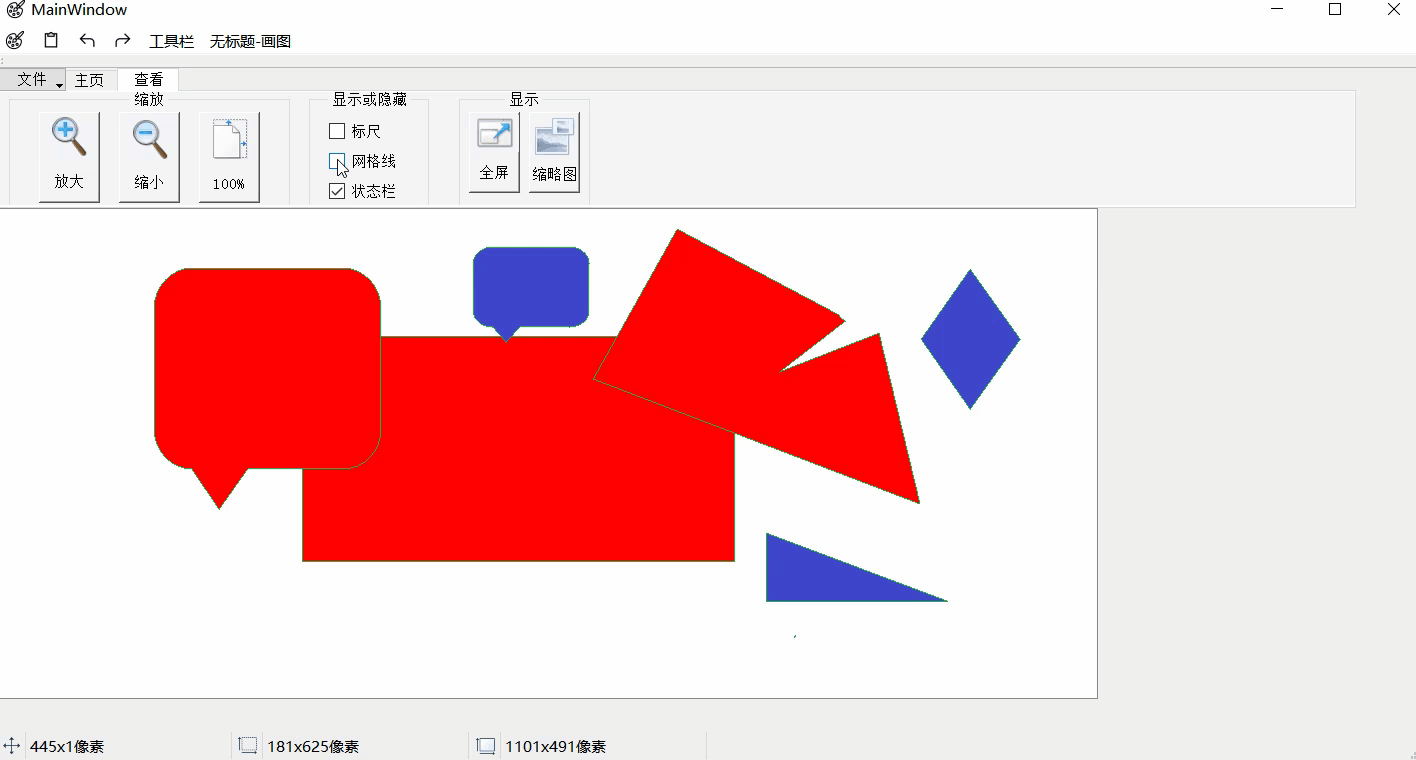 MainWindow
工具栏 无标题-画图
文件 主页 查看
缩放 显示或隐藏 显示
标尺
网格线
全屏 缩略图
放大 缩小 100%
状态栏
445x1像素 181x625像素 1101x491像素